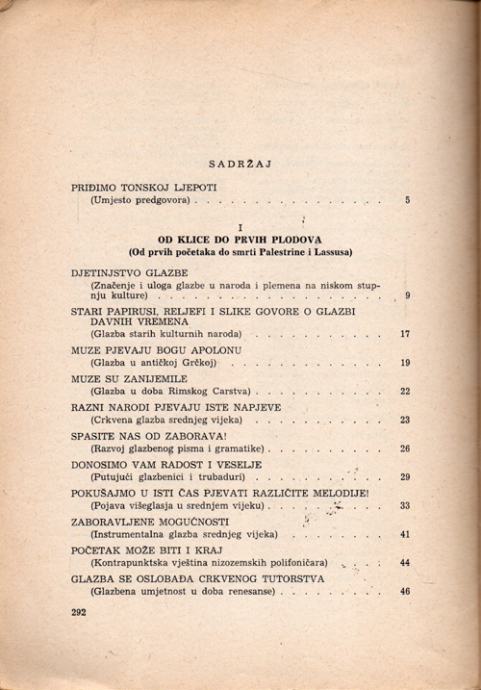 SADRŽAJ
PRIĐIMO TONSKOJ LJEPOTI
(Umjesto predgovora) . . . . . . . . . . . . . . . . 5
I
OD KLICE DO PRVIH PLODOVA
(Od prvih početaka do smrti Palestrine i Lassusa)
DJETINJSTVO GLAZBE
(Značenje i uloga glazbe u naroda i plemena na niskom stup-
nju kulture) . . . . . . . . . . . . . . . . 9
STARI PAPIRUSI, RELJEFI I SLIKE GOVORE O GLAZBI
DAVNIH VREMENA
(Glazba starih kulturnih naroda) . . . . . . . . . . . 17
MUZE PJEVAJU BOGU APOLONU
(Glazba u antičkoj Grčkoj) . . . . . . . . . . . . . 19
MUZE SU ZANIJEMILE
(Glazba u doba Rimskog Carstva) . . . . . . . . . . 22
RAZNI NARODI PJEVAJU ISTE NAPJEVE
(Crkvena glazba srednjeg vijeka) . . . . . . . . . . . 23
SPASITE NAS OD ZABORAVA!
(Razvoj glazbenog pisma i gramatike) . . . . . . . . . 26
DONOSIMO VAM RADOST I VESELJE
(Putujući glazbenici i trubaduri) . . . . . . . . . . . 29
POKUŠAJMO U ISTI ČAS PJEVATI RAZLIČITE MELODIJE!
(Pojava višeglasja u srednjem vijeku) . . . . . . . . . 33
ZABORAVLJENE MOGUĆNOSTI
(Instrumentalna glazba srednjeg vijeka) . . . . . . . . 41
POČETAK MOŽE BITI I KRAJ
(Kontrapunktska vještina nizozemskih polifoničara) . . . . . 44
GLAZBA SE OSLOBAĐA CRKVENOG TUTORSTVA
(Glazbena umjetnost u doba renesanse) . . . . . . . . 46
292